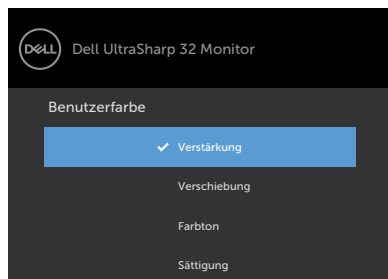 DELL
Dell UltraSharp 32 Monitor
Benutzerfarbe
Verstärkung
Verschiebung
Farbton
Sättigung